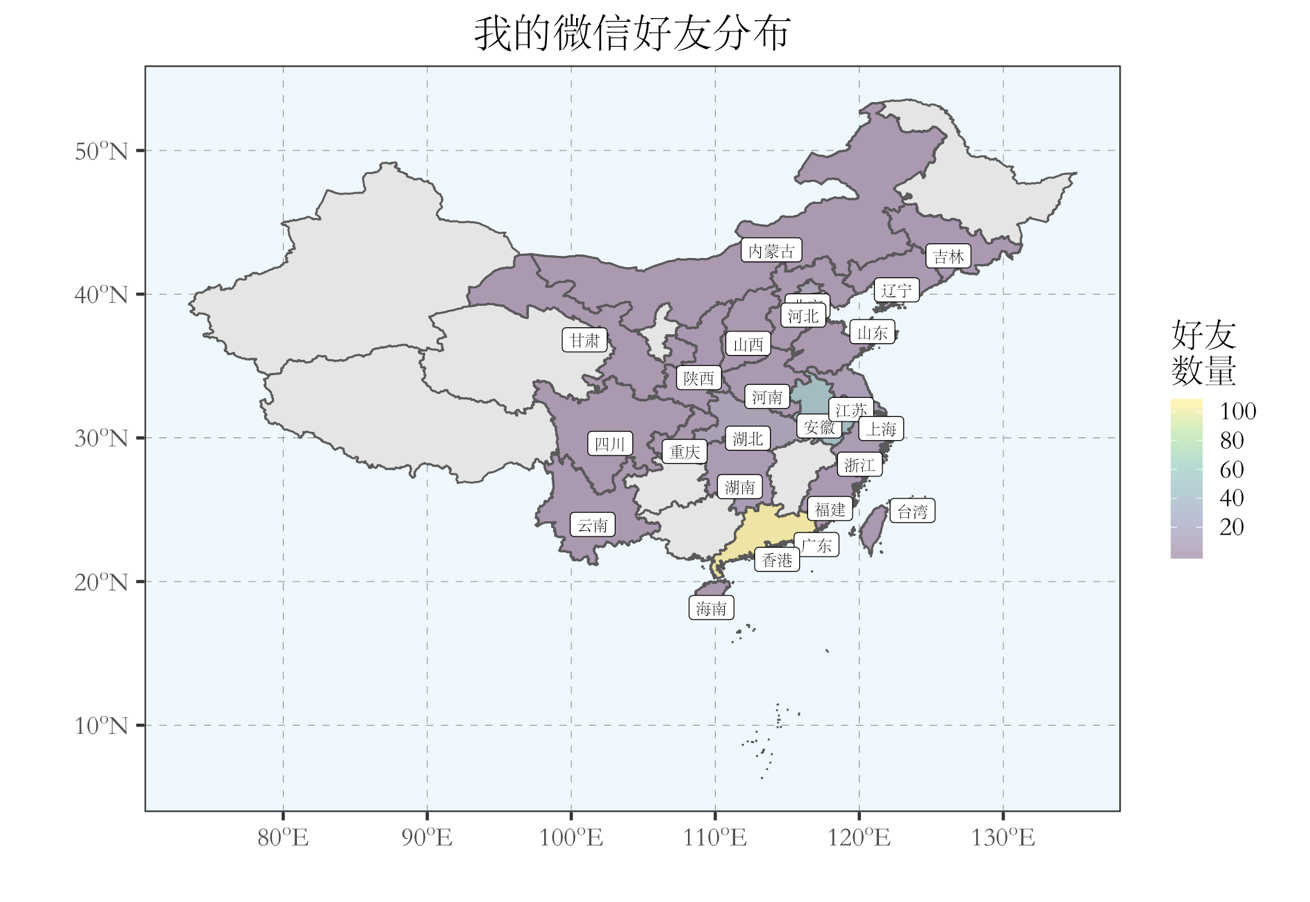 我的微信好友分布
50°N
40°N
30°N
20°N
10°N
内蒙古
吉林
辽宁
河北
山东
甘肃
山西
陕西
河南
江苏
安徽
上海
四川
重庆
湖北
浙江
湖南
福建
台湾
云南
广东
香港
海南
80°E
90°E
100°E
110°E
120°E
130°E
好友
数量
100
80
60
40
20